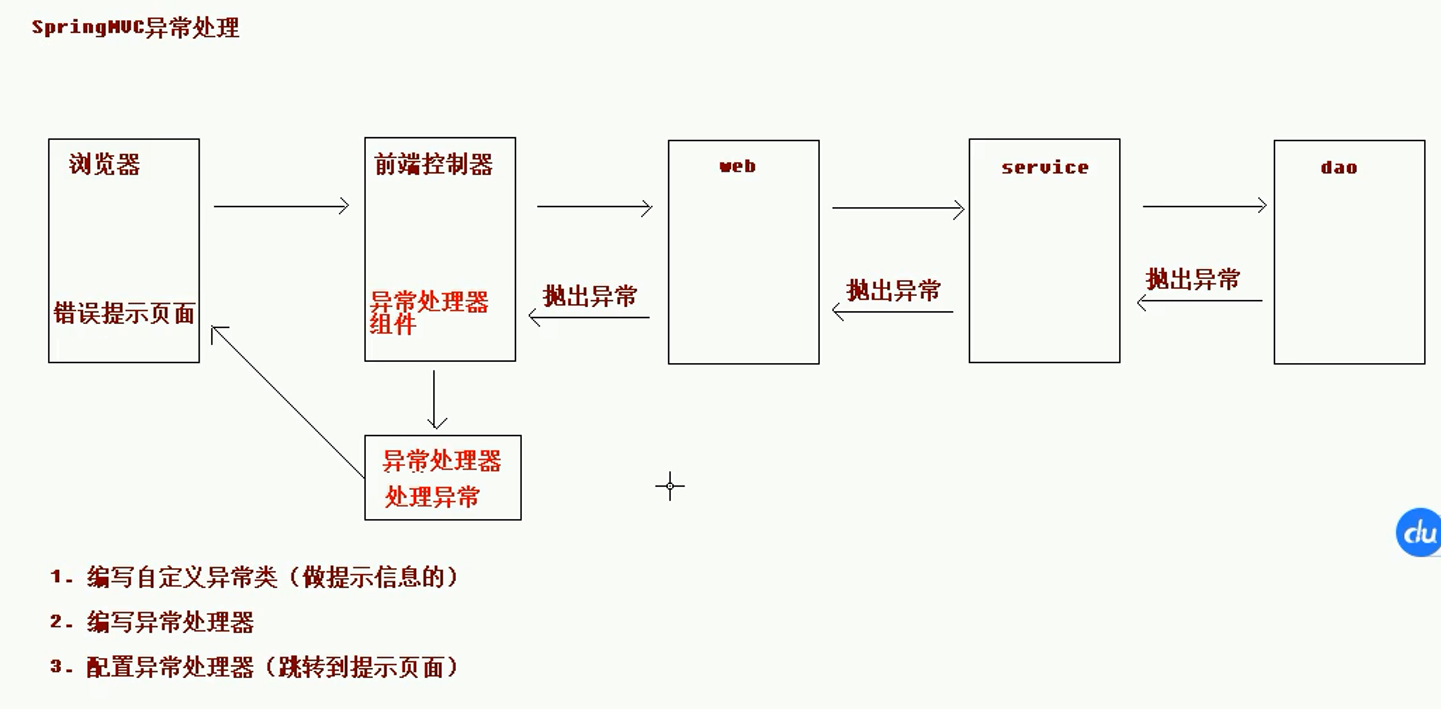 SpringMVC异常处理
浏览器
前端控制器
web
service
dao
抛出异常
抛出异常
抛出异常
异常处理器
组件
错误提示页面
异常处理器
处理异常
du
1. 编写自定义异常类（做提示信息的）
2. 编写异常处理器
3. 配置异常处理器（跳转到提示页面）